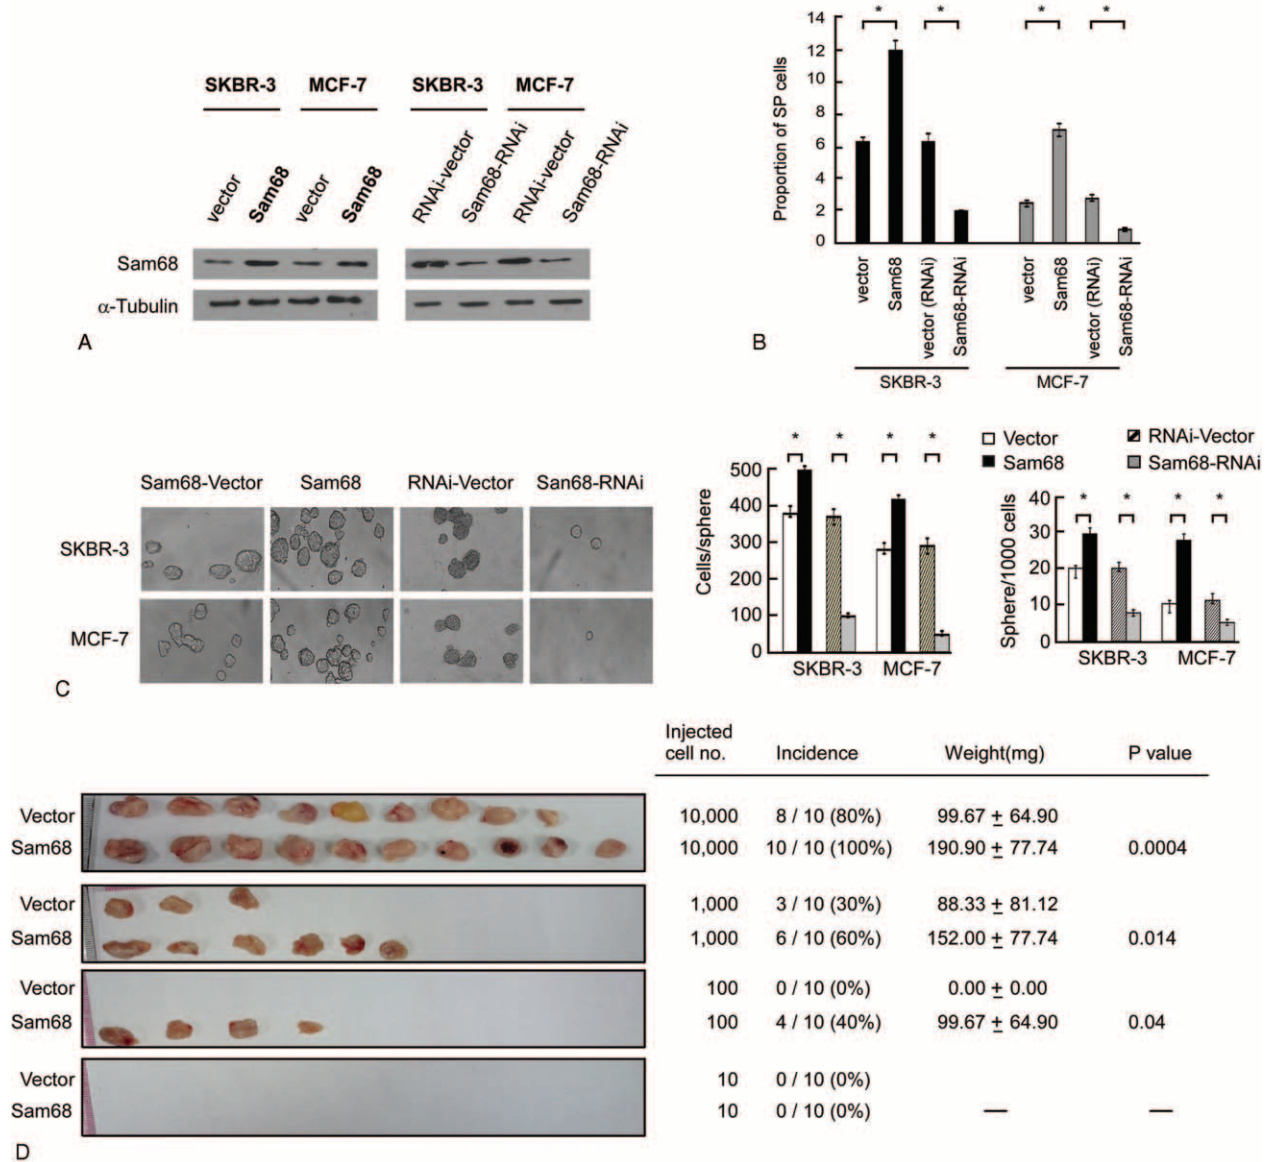 SKBR-3 MCF-7 SKBR-3 MCF-7
vector Sam68 vector Sam68 RNAi-vector Sam68-RNAi RNAi-vector Sam68-RNAi
Sam68
α-Tubulin
A
Proportion of SP cells
14
12
10
8
6
4
2
0
* * * *
vector Sam68 vector (RNAi) Sam68-RNAi vector Sam68 vector (RNAi) Sam68-RNAi
SKBR-3 MCF-7
B
Sam68-Vector Sam68 RNAi-Vector San68-RNAi
SKBR-3
MCF-7
C
Vector RNAi-Vector
Sam68 Sam68-RNAi
Cells/sphere
500
400
300
200
100
0
* * * *
SKBR-3 MCF-7
Sphere/1000 cells
40
30
20
10
0
* * * *
SKBR-3 MCF-7
Injected
cell no. Incidence Weight(mg) P value
Vector 10,000 8 / 10 (80%) 99.67 ± 64.90
Sam68 10,000 10 / 10 (100%) 190.90 ± 77.74 0.0004
Vector 1,000 3 / 10 (30%) 88.33 ± 81.12
Sam68 1,000 6 / 10 (60%) 152.00 ± 77.74 0.014
Vector 100 0 / 10 (0%) 0.00 ± 0.00
Sam68 100 4 / 10 (40%) 99.67 ± 64.90 0.04
Vector 10 0 / 10 (0%)
Sam68 10 0 / 10 (0%) — —
D